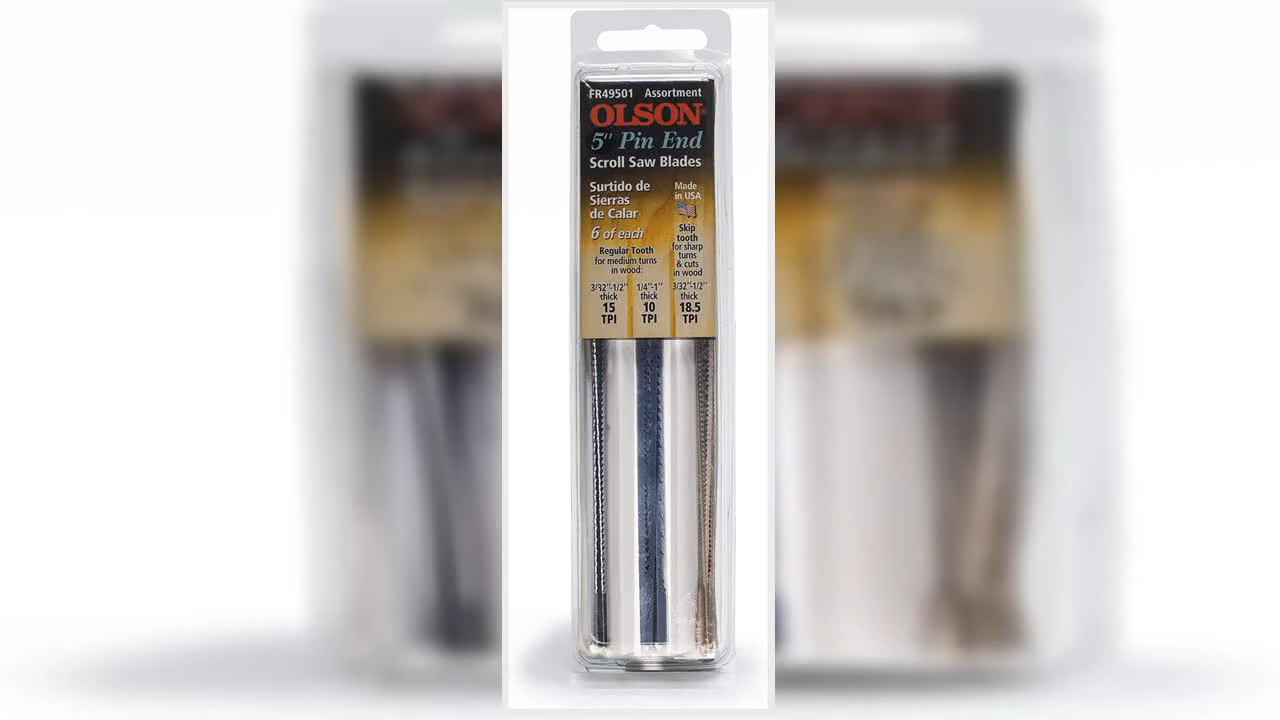 FR49501 Assortment
OLSON®
5" Pin End
Scroll Saw Blades
Surtido de
Sierras
de Calar
6 of each
Made
in USA
Regular Tooth
for medium turns
in wood:
3/32"-1/2"
thick
15
TPI
1/4"-1"
thick
10
TPI
Skip
tooth
for sharp
turns
& cuts
in wood
3/32"-1/2"
thick
18.5
TPI